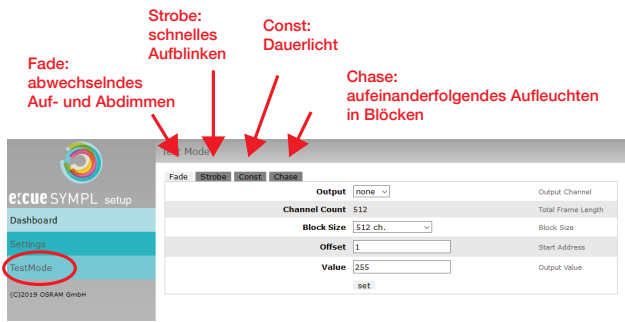 Strobe:
schnelles
Aufblinken
Const:
Dauerlicht
Fade:
abwechselndes
Auf- und Abdimmen
Chase:
aufeinanderfolgendes Aufleuchten
in Blöcken
Test Mode
e:cue SYMPL setup
Dashboard
Settings
TestMode
(C)2019 OSRAM GmbH
Fade Strobe Const Chase
Output none Output Channel
Channel Count 512 Total Frame Length
Block Size 512 ch. Block Size
Offset 1 Start Address
Value 255 Output Value
set